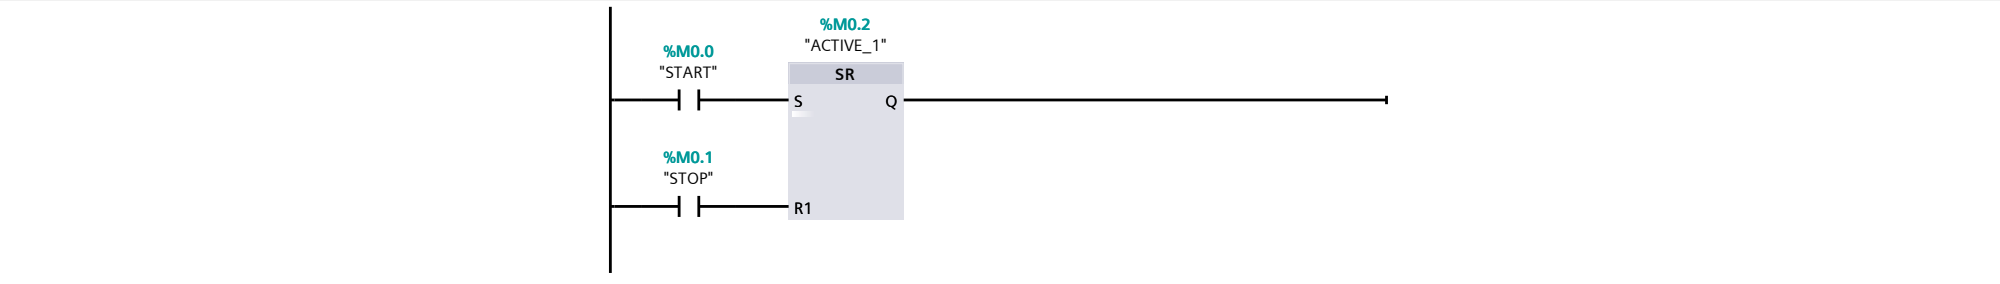 %M0.2
"ACTIVE_1"
%M0.0
"START"
SR
S Q
%M0.1
"STOP"
R1